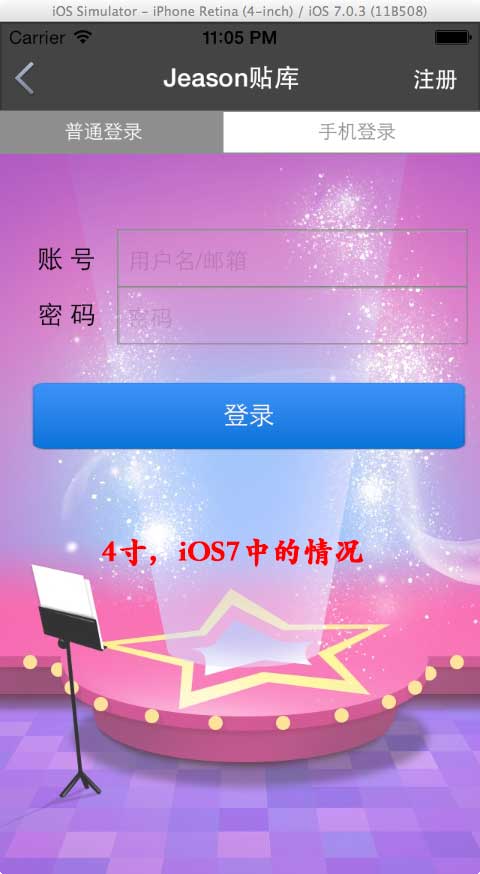 iOS Simulator - iPhone Retina (4-inch) / iOS 7.0.3 (11B508)
Carrier 11:05 PM
Jeason贴库 注册
普通登录 手机登录
账 号 用户名/邮箱
密 码 密码
登录
4寸，iOS7中的情况